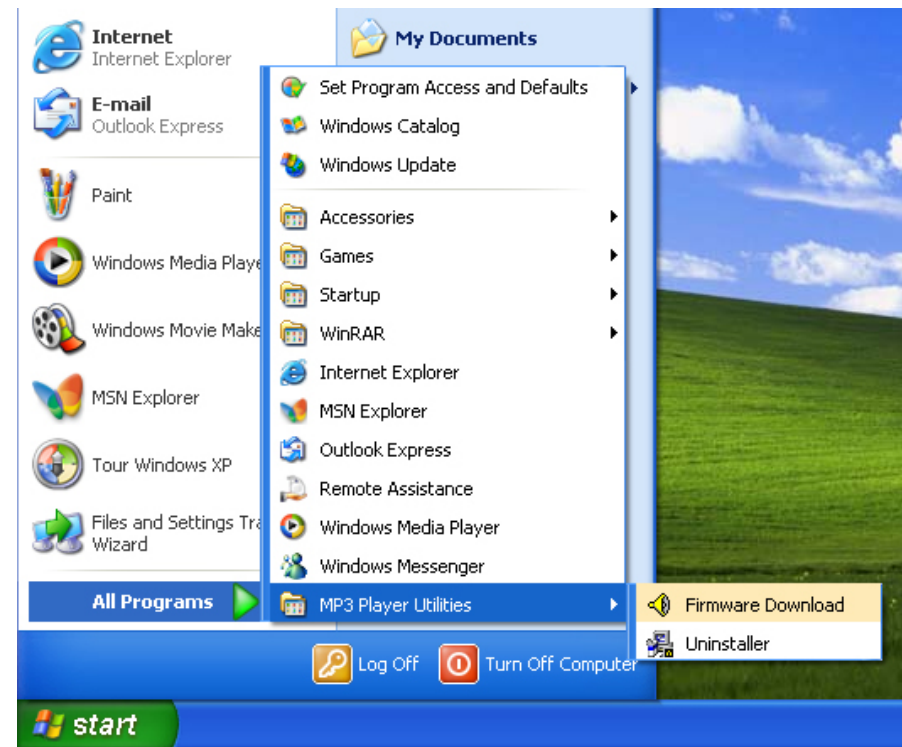 Internet
Internet Explorer
E-mail
Outlook Express
Paint
Windows Media Playe
Windows Movie Make
MSN Explorer
Tour Windows XP
Files and Settings Tra
Wizard
All Programs
My Documents
Set Program Access and Defaults
Windows Catalog
Windows Update
Accessories
Games
Startup
WinRAR
Internet Explorer
MSN Explorer
Outlook Express
Remote Assistance
Windows Media Player
Windows Messenger
MP3 Player Utilities
Firmware Download
Uninstaller
Log Off
Turn Off Computer
start